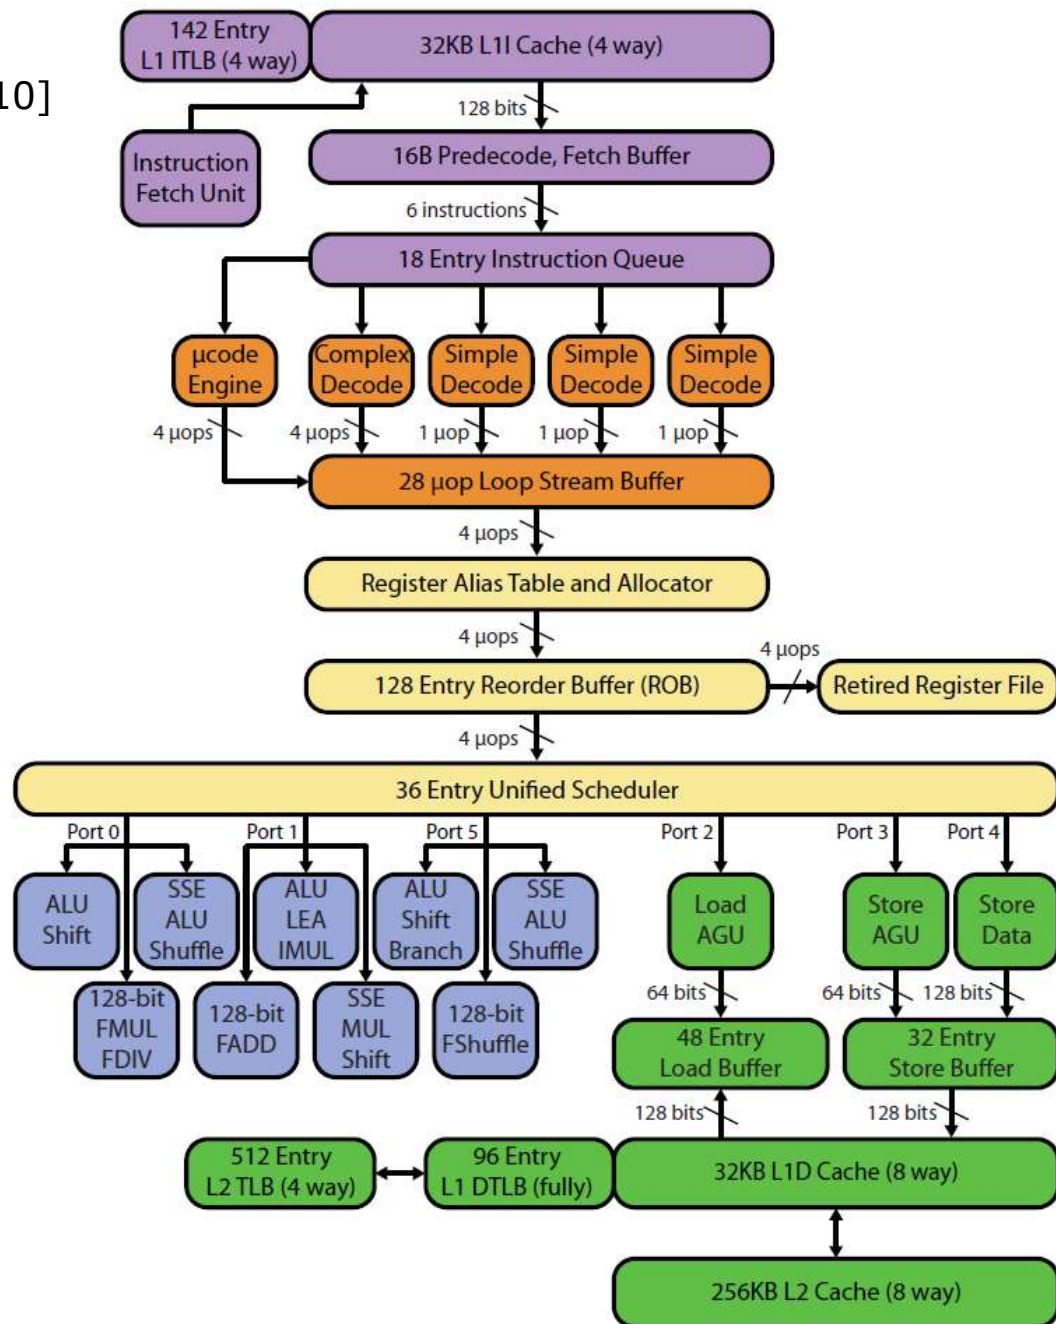 142 Entry
L1 ITLB (4 way)
32KB L1I Cache (4 way)
10]
128 bits
Instruction
Fetch Unit
16B Predecode, Fetch Buffer
6 instructions
18 Entry Instruction Queue
µcode
Engine
Complex
Decode
Simple
Decode
Simple
Decode
Simple
Decode
4 µops
4 µops
1 µop
1 µop
1 µop
28 µop Loop Stream Buffer
4 µops
Register Alias Table and Allocator
4 µops
128 Entry Reorder Buffer (ROB)
4 µops
Retired Register File
4 µops
36 Entry Unified Scheduler
Port 0
Port 1
Port 5
Port 2
Port 3
Port 4
ALU
Shift
SSE
ALU
Shuffle
ALU
LEA
IMUL
ALU
Shift
Branch
SSE
ALU
Shuffle
Load
AGU
Store
AGU
Store
Data
128-bit
FMUL
FDIV
128-bit
FADD
SSE
MUL
Shift
128-bit
FShuffle
64 bits
64 bits
128 bits
48 Entry
Load Buffer
32 Entry
Store Buffer
128 bits
128 bits
512 Entry
L2 TLB (4 way)
96 Entry
L1 DTLB (fully)
32KB L1D Cache (8 way)
256KB L2 Cache (8 way)